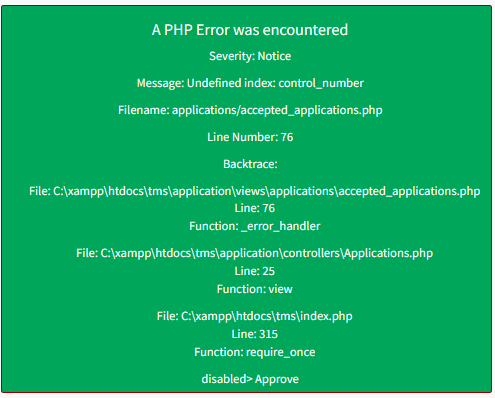 A PHP Error was encountered
Severity: Notice
Message: Undefined index: control_number
Filename: applications/accepted_applications.php
Line Number: 76
Backtrace:
File: C:\xampp\htdocs\tms\application\views\applications\accepted_applications.php
Line: 76
Function: _error_handler
File: C:\xampp\htdocs\tms\application\controllers\Applications.php
Line: 25
Function: view
File: C:\xampp\htdocs\tms\index.php
Line: 315
Function: require_once
disabled> Approve